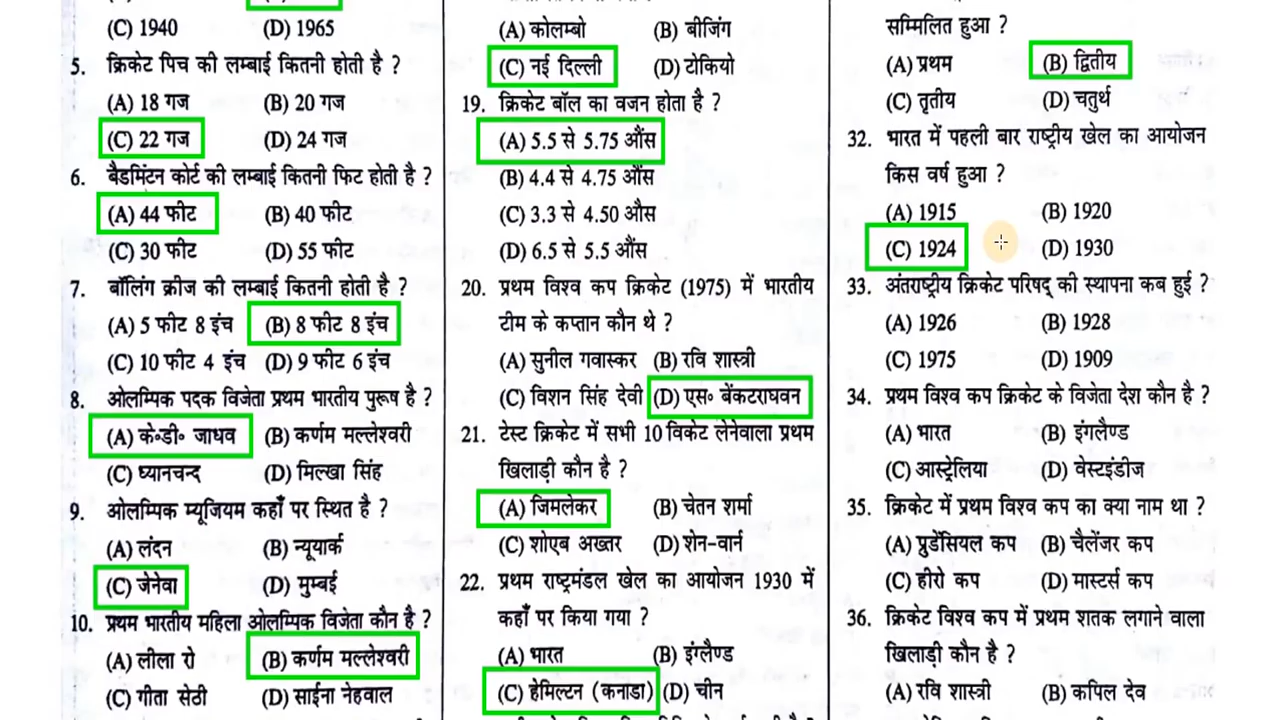 (C) 1940 (D) 1965
5. क्रिकेट पिच की लम्बाई कितनी होती है ?
(A) 18 गज (B) 20 गज
(C) 22 गज (D) 24 गज
6. बैडमिंटन कोर्ट की लम्बाई कितनी फिट होती है ?
(A) 44 फीट (B) 40 फीट
(C) 30 फीट (D) 55 फीट
7. बॉलिंग क्रीज की लम्बाई कितनी होती है ?
(A) 5 फीट 8 इंच (B) 8 फीट 8 इंच
(C) 10 फीट 4 इंच (D) 9 फीट 6 इंच
8. ओलम्पिक पदक विजेता प्रथम भारतीय पुरूष है ?
(A) के॰डी॰ जाधव (B) कर्णम मल्लेश्वरी
(C) घ्यानचन्द (D) मिल्खा सिंह
9. ओलम्पिक म्यूजियम कहाँ पर स्थित है ?
(A) लंदन (B) न्यूयार्क
(C) जेनेवा (D) मुम्बई
10. प्रथम भारतीय महिला ओलम्पिक विजेता कौन है ?
(A) लीला रो (B) कर्णम मल्लेश्वरी
(C) गीता सेठी (D) साईना नेहवाल
(A) कोलम्बो (B) बीजिंग
(C) नई दिल्ली (D) टोकियो
19. क्रिकेट बॉल का वजन होता है ?
(A) 5.5 से 5.75 औंस
(B) 4.4 से 4.75 औंस
(C) 3.3 से 4.50 औस
(D) 6.5 से 5.5 औंस
20. प्रथम विश्व कप क्रिकेट (1975) में भारतीय
टीम के कप्तान कौन थे ?
(A) सुनील गवास्कर (B) रवि शास्त्री
(C) विशन सिंह देवी (D) एस॰ बेंकटराघवन
21. टेस्ट क्रिकेट में सभी 10 विकेट लेनेवाला प्रथम
खिलाड़ी कौन है ?
(A) जिमलेकर (B) चेतन शर्मा
(C) शोएब अख्तर (D) शेन-वार्न
22. प्रथम राष्ट्रमंडल खेल का आयोजन 1930 में
कहाँ पर किया गया ?
(A) भारत (B) इंग्लैण्ड
(C) हेमिल्टन (कनाडा) (D) चीन
सम्मिलित हुआ ?
(A) प्रथम (B) द्वितीय
(C) तृतीय (D) चतुर्थ
32. भारत में पहली बार राष्ट्रीय खेल का आयोजन
किस वर्ष हुआ ?
(A) 1915 (B) 1920
(C) 1924 (D) 1930
33. अंतराष्ट्रीय क्रिकेट परिषद् की स्थापना कब हुई ?
(A) 1926 (B) 1928
(C) 1975 (D) 1909
34. प्रथम विश्व कप क्रिकेट के विजेता देश कौन है ?
(A) भारत (B) इंगलैण्ड
(C) आस्ट्रेलिया (D) वेस्टइंडीज
35. क्रिकेट में प्रथम विश्व कप का क्या नाम था ?
(A) प्रुडेंसियल कप (B) चैलेंजर कप
(C) हीरो कप (D) मास्टर्स कप
36. क्रिकेट विश्व कप में प्रथम शतक लगाने वाला
खिलाड़ी कौन है ?
(A) रवि शास्त्री (B) कपिल देव